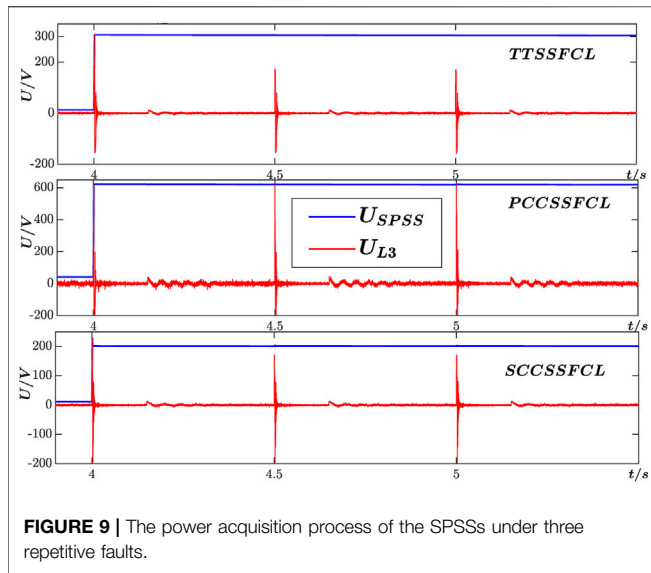 U/V
300
0
-200
TTSSFCL
4
4.5
5
t/s
U/V
600
400
200
0
-200
PCCSSFCL
U_SPSS
U_L3
4
4.5
5
t/s
U/V
200
100
0
-100
-200
SCCSSFCL
4
4.5
5
t/s
FIGURE 9 | The power acquisition process of the SPSSs under three
repetitive faults.